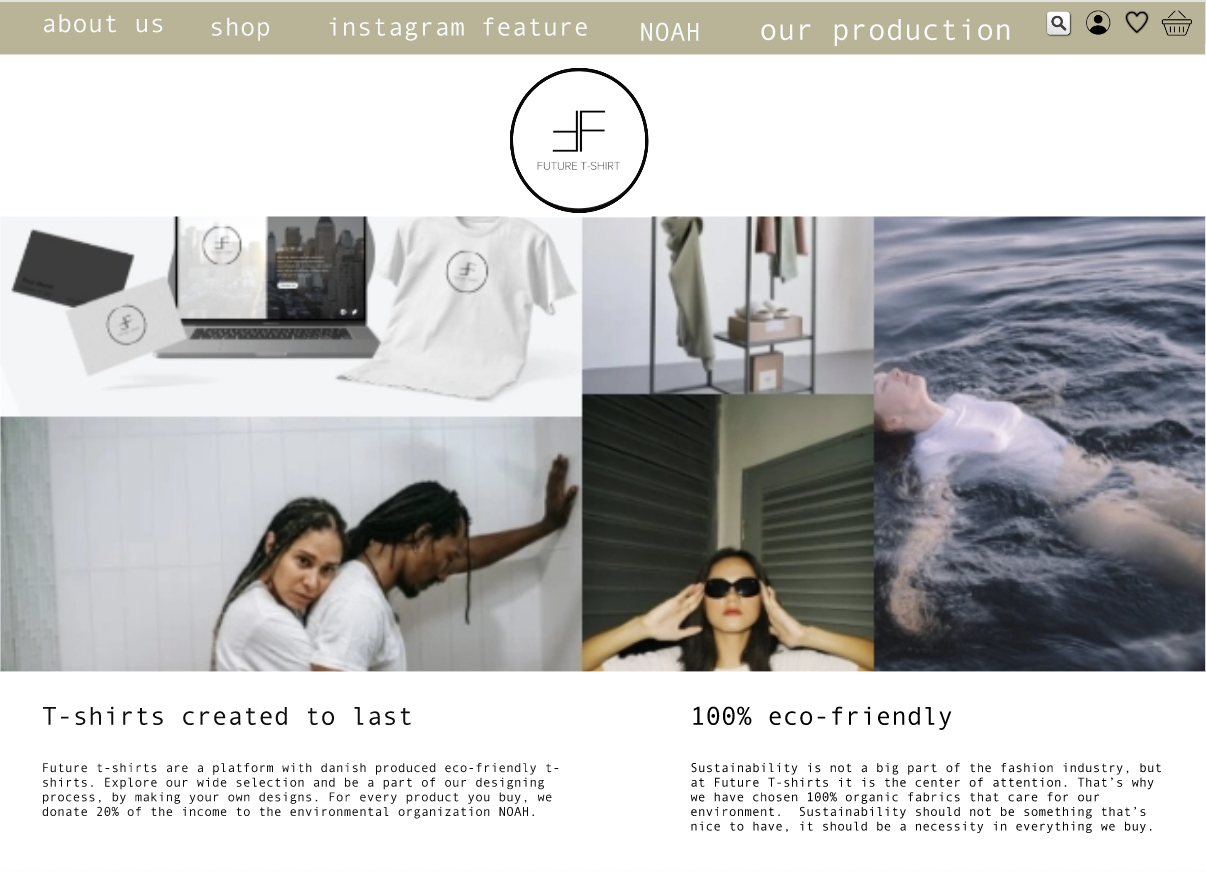 about us shop instagram feature NOAH our production
FUTURE T-SHIRT
T-shirts created to last
Future t-shirts are a platform with danish produced eco-friendly t-
shirts. Explore our wide selection and be a part of our designing
process, by making your own designs. For every product you buy, we
donate 20% of the income to the environmental organization NOAH.
100% eco-friendly
Sustainability is not a big part of the fashion industry, but
at Future T-shirts it is the center of attention. That's why
we have chosen 100% organic fabrics that care for our
environment.  Sustainability should not be something that's
nice to have, it should be a necessity in everything we buy.